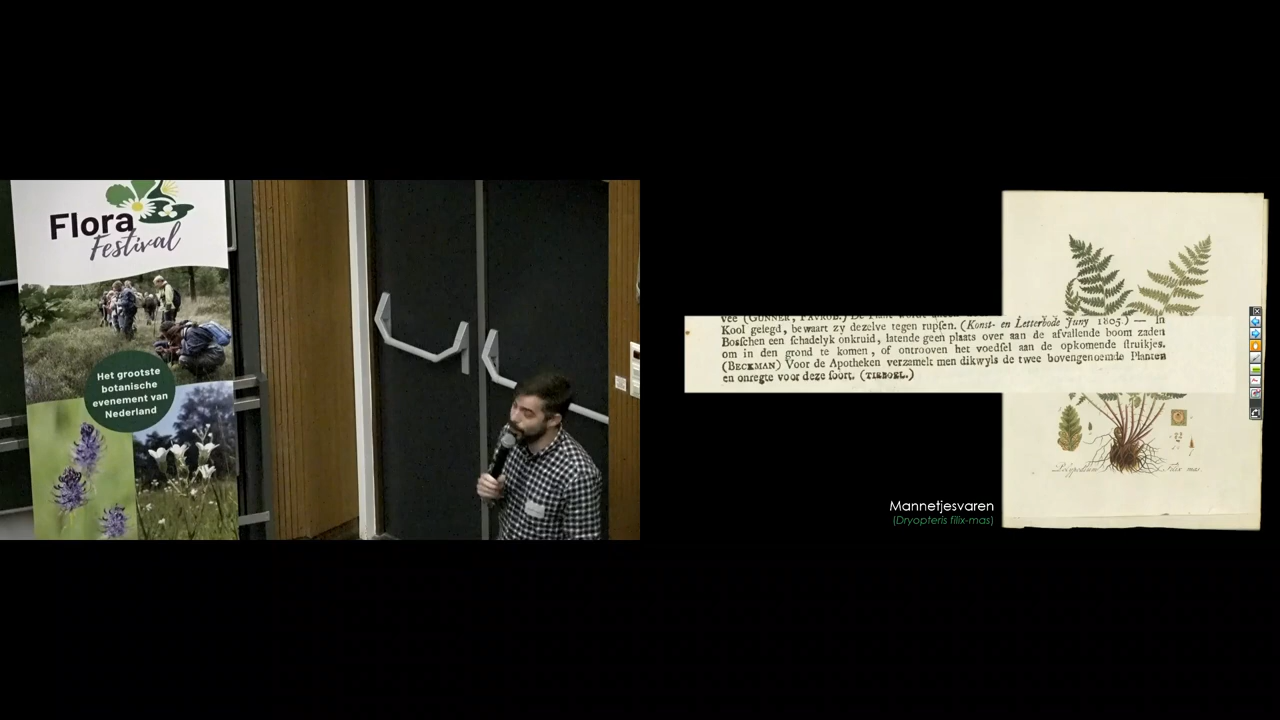 Flora
Festival
Het grootste
botanische
evenement van
Nederland
Kool gelegd, bewaart zy dezelve tegen rupſen. (Konst- en Letterbode Juny 1805.) — In
Bosſchen een ſchadelyk onkruid, latende geen plaats over aan de afvallende boom zaden
om in den grond te komen, of ontrooven het voedſel aan de opkomende ſtruikjes.
(BECKMAN) Voor de Apotheken verzamelt men dikwyls de twee bovengenoemde Planten
en onregte voor deze ſoort. (TIEBOEL.)
Polypodium Filix mas.
Mannetjesvaren
(Dryopteris filix-mas)